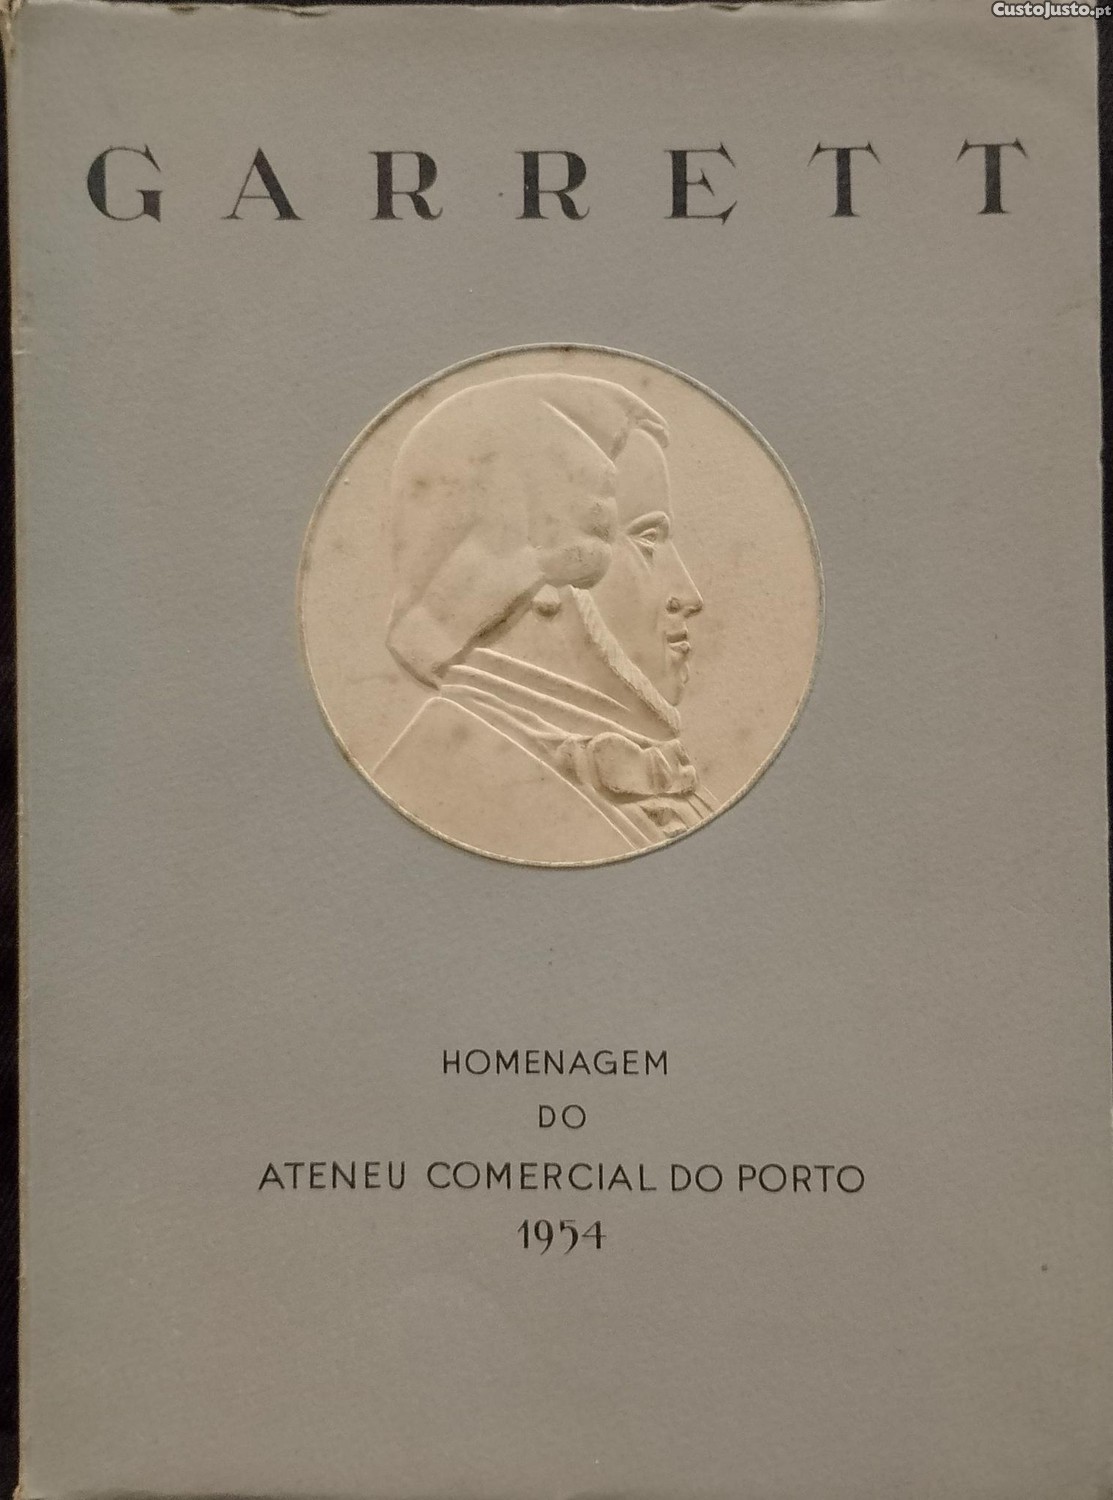 CustoJusto.pt
GARRETT
HOMENAGEM
DO
ATENEU COMERCIAL DO PORTO
1954